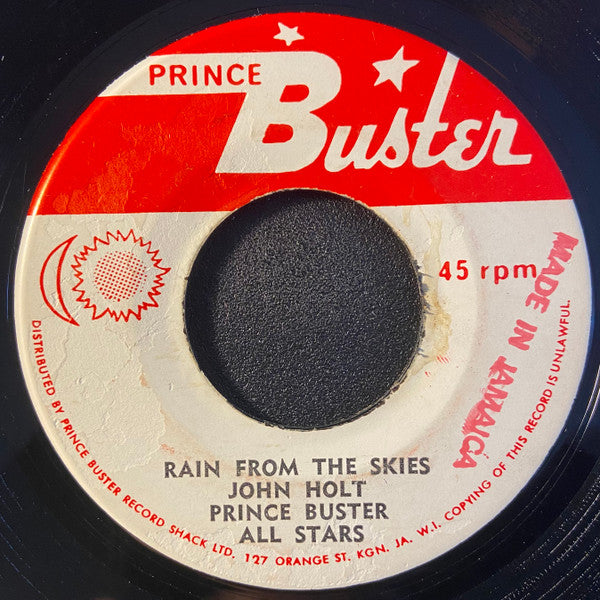 PRINCE
Buster
45 rpm
MADE IN JAMAICA
RAIN FROM THE SKIES
JOHN HOLT
PRINCE BUSTER
ALL STARS
DISTRIBUTED BY PRINCE BUSTER RECORD SHACK LTD. 127 ORANGE ST. KGN. JA. W.I. COPYING OF THIS RECORD IS UNLAWFUL.